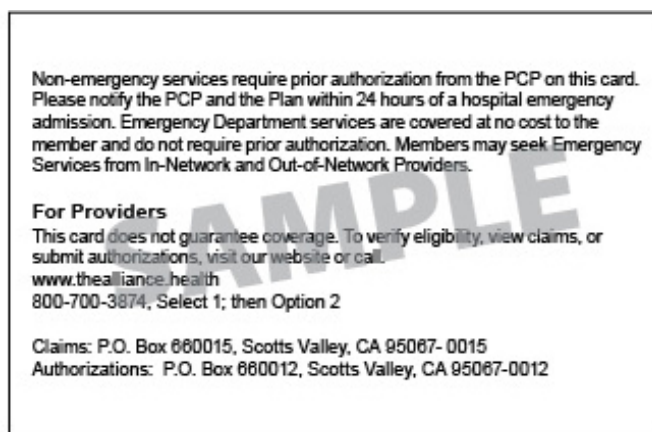 Non-emergency services require prior authorization from the PCP on this card.
Please notify the PCP and the Plan within 24 hours of a hospital emergency
admission. Emergency Department services are covered at no cost to the
member and do not require prior authorization. Members may seek Emergency
Services from In-Network and Out-of-Network Providers.
For Providers
This card does not guarantee coverage. To verify eligibility, view claims, or
submit authorizations, visit our website or call.
www.thealliance.health
800-700-3874, Select 1; then Option 2
Claims: P.O. Box 660015, Scotts Valley, CA 95067- 0015
Authorizations: P.O. Box 660012, Scotts Valley, CA 95067-0012
SAMPLE